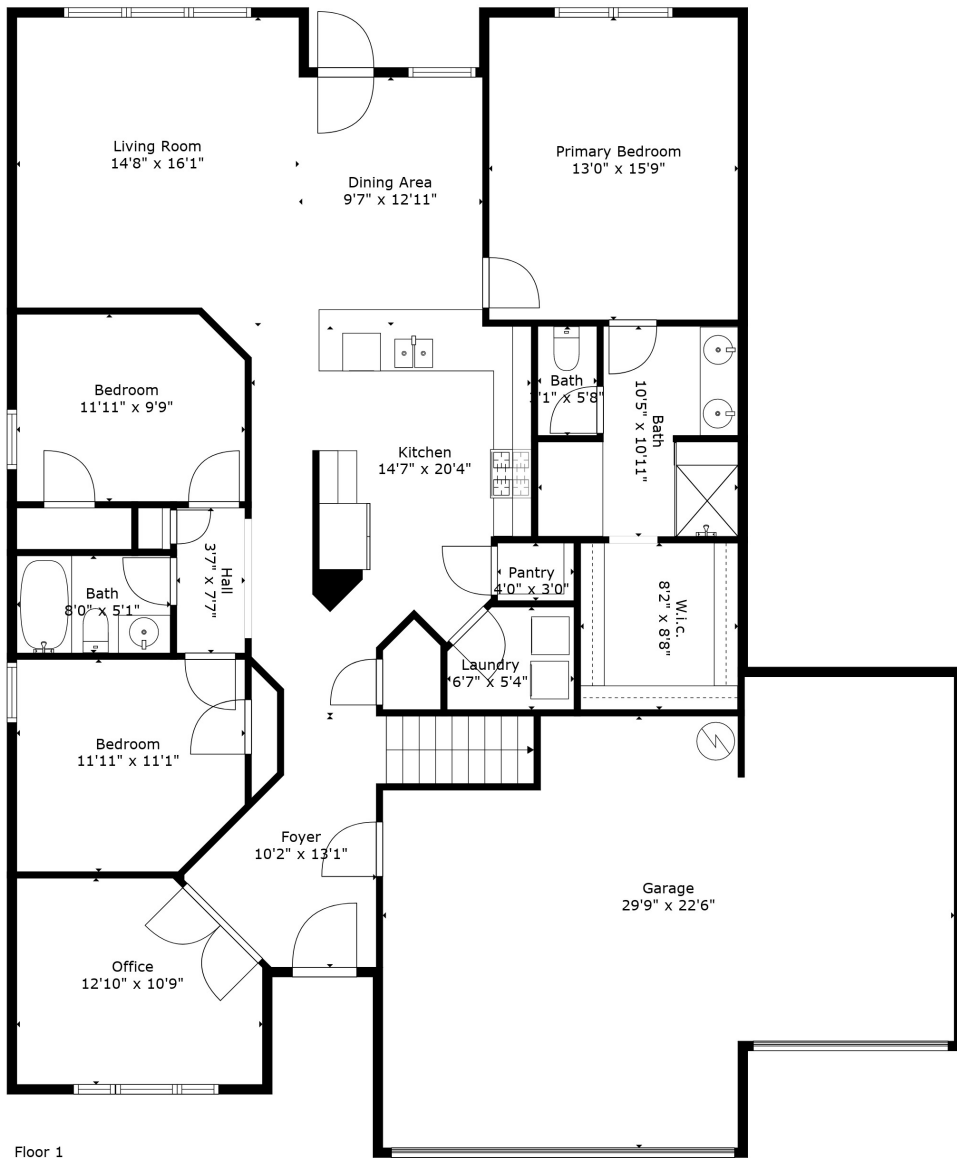 Living Room
14'8" x 16'1"
Dining Area
9'7" x 12'11"
Primary Bedroom
13'0" x 15'9"
Bedroom
11'11" x 9'9"
Kitchen
14'7" x 20'4"
Bath
3'1" x 5'8"
Bath
10'5" x 10'11"
Hall
3'7" x 7'7"
Bath
8'0" x 5'1"
Pantry
4'0" x 3'0"
Laundry
6'7" x 5'4"
W.i.c.
8'2" x 8'8"
Bedroom
11'11" x 11'1"
Foyer
10'2" x 13'1"
Garage
29'9" x 22'6"
Office
12'10" x 10'9"
Floor 1